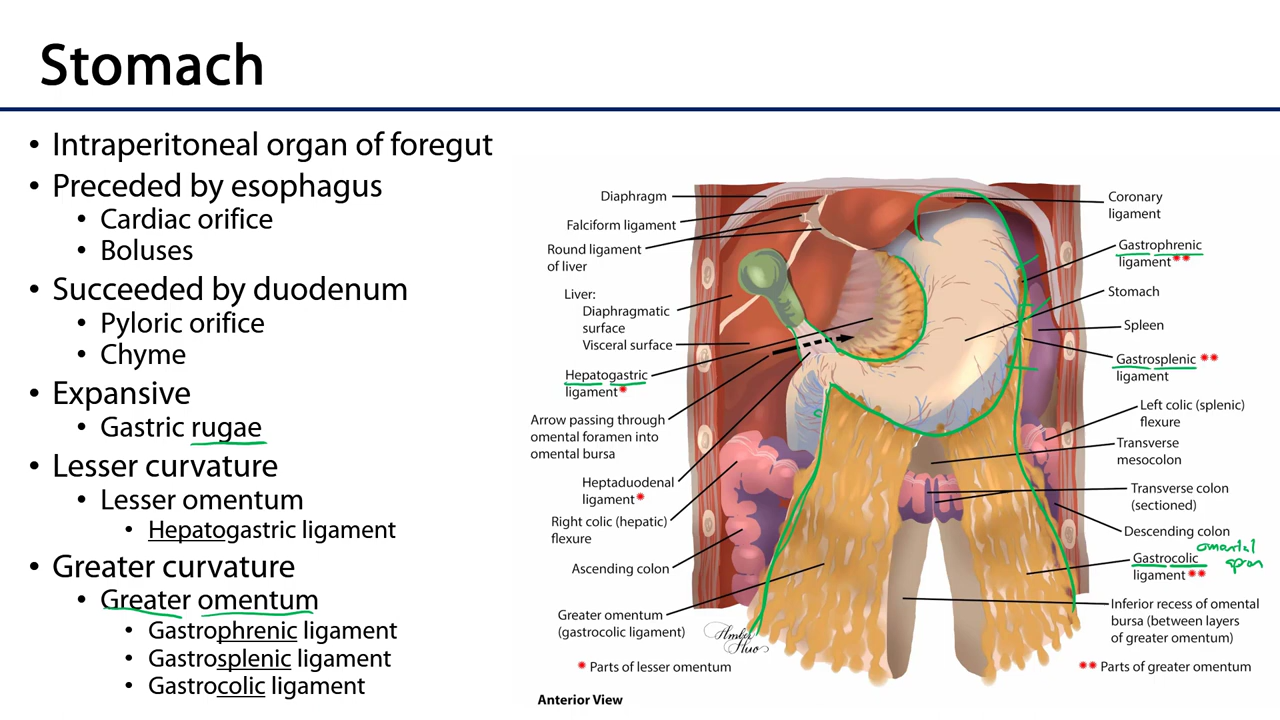 Stomach
• Intraperitoneal organ of foregut
• Preceded by esophagus
• Cardiac orifice
• Boluses
• Succeeded by duodenum
• Pyloric orifice
• Chyme
• Expansive
• Gastric rugae
• Lesser curvature
• Lesser omentum
• Hepatogastric ligament
• Greater curvature
• Greater omentum
• Gastrophrenic ligament
• Gastrosplenic ligament
• Gastrocolic ligament
Diaphragm
Falciform ligament
Round ligament
of liver
Liver:
Diaphragmatic
surface
Visceral surface
Hepatogastric
ligament*
Arrow passing through
omental foramen into
omental bursa
Heptaduodenal
ligament*
Right colic (hepatic)
flexure
Ascending colon
Greater omentum
(gastrocolic ligament)
Amber
Huo
* Parts of lesser omentum
Anterior View
Coronary
ligament
Gastrophrenic
ligament**
Stomach
Spleen
Gastrosplenic **
ligament
Left colic (splenic)
flexure
Transverse
mesocolon
Transverse colon
(sectioned)
Descending colon
omental
apron
Gastrocolic
ligament**
Inferior recess of omental
bursa (between layers
of greater omentum)
** Parts of greater omentum